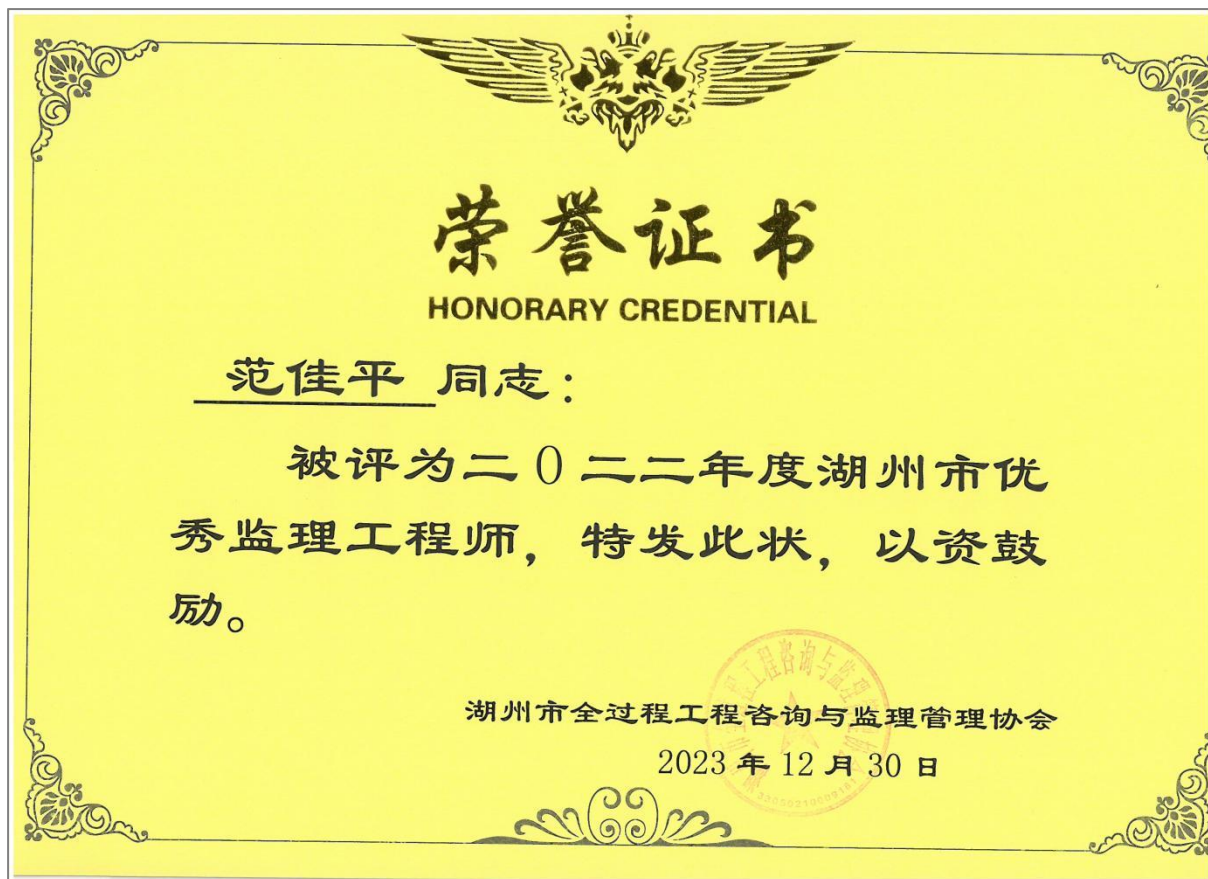 荣誉证书
HONORARY CREDENTIAL
范佳平 同志：
被评为二0二二年度湖州市优
秀监理工程师，特发此状，以资鼓
励。
湖州市全过程工程咨询与监理管理协会
2023 年 12 月 30 日